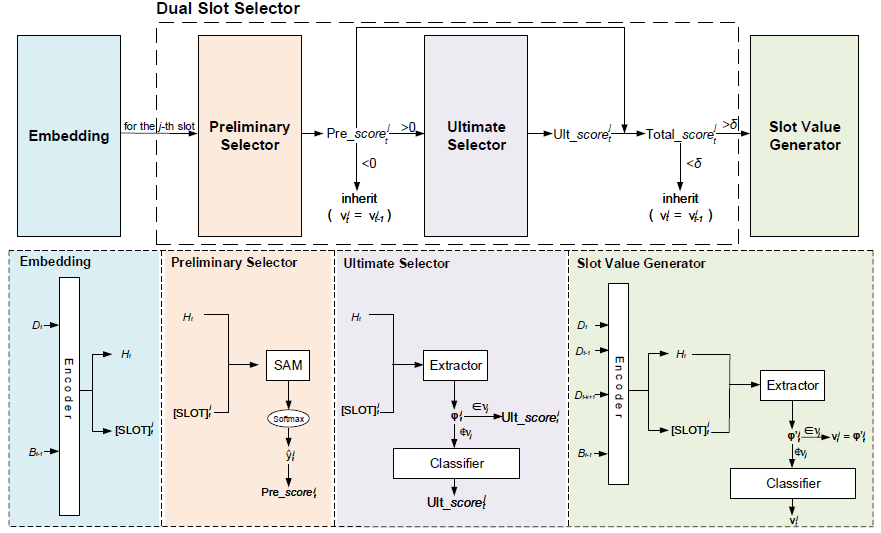 Dual Slot Selector
Embedding
for the j-th slot
Preliminary
Selector
Pre_score_t^j
>0
<0
inherit
( v_t^j = v_{t-1}^j )
Ultimate
Selector
Ult_score_t^j
Total_score_t^j
>δ
<δ
inherit
( v_t^j = v_{t-1}^j )
Slot Value
Generator
Embedding
D_t
B_{t-1}
Encoder
H_t
[SLOT]_t^j
Preliminary Selector
H_t
[SLOT]_t^j
SAM
Softmax
ŷ_t^j
Pre_score_t^j
Ultimate Selector
H_t
[SLOT]_t^j
Extractor
φ_t^j
∈v_j
Ult_score_t^j
∉v_j
Classifier
Ult_score_t^j
Slot Value Generator
D_t
D_{t-1}
D_{t-k+1}
B_{t-1}
Encoder
H_t
[SLOT]_t^j
Extractor
φ'_t^j
∈v_j
v_t^j = φ'_t^j
∉v_j
Classifier
v_t^j